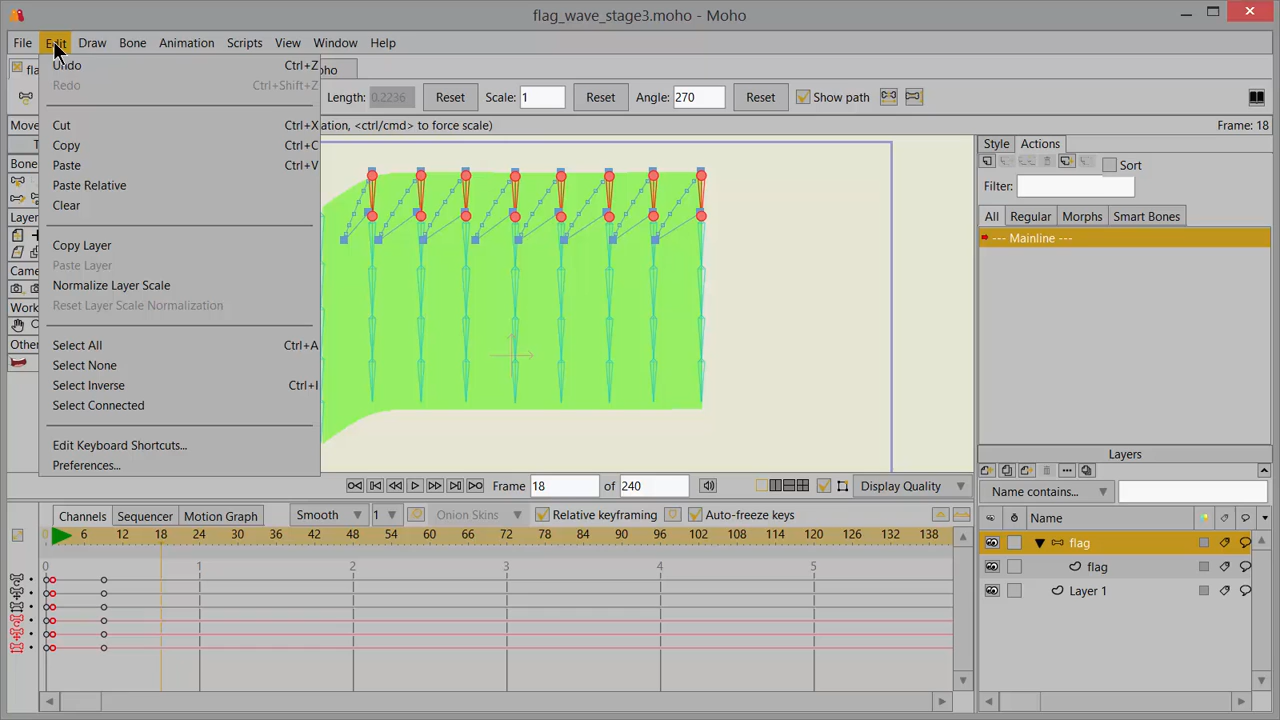 flag_wave_stage3.moho - Moho
File Edit Draw Bone Animation Scripts View Window Help
Length: 0.2236 Reset Scale: 1 Reset Angle: 270 Reset Show path
ation, <ctrl/cmd> to force scale) Frame: 18
Undo Ctrl+Z
Redo Ctrl+Shift+Z
Cut Ctrl+X
Copy Ctrl+C
Paste Ctrl+V
Paste Relative
Clear
Copy Layer
Paste Layer
Normalize Layer Scale
Reset Layer Scale Normalization
Select All Ctrl+A
Select None
Select Inverse Ctrl+I
Select Connected
Edit Keyboard Shortcuts...
Preferences...
Style Actions
Sort
Filter:
All Regular Morphs Smart Bones
--- Mainline ---
Layers
Name contains...
Name
flag
flag
Layer 1
Frame 18 of 240 Display Quality
Channels Sequencer Motion Graph Smooth 1 Onion Skins Relative keyframing Auto-freeze keys
0 6 12 18 24 30 36 42 48 54 60 66 72 78 84 90 96 102 108 114 120 126 132 138
0 1 2 3 4 5